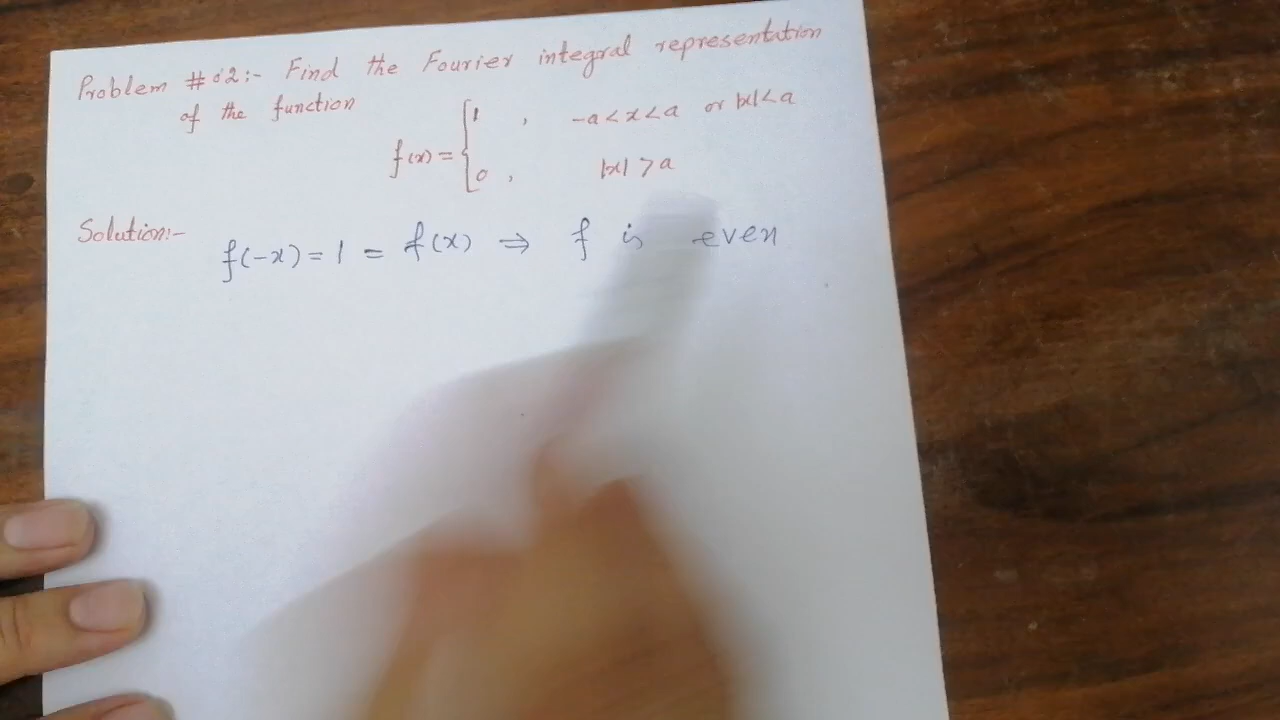 Problem #02:- Find the Fourier integral representation
of the function
f(x) = { 1 , -a<x<a or |x|<a
0 , |x| >a
Solution:-
f(-x) = 1 = f(x) ⇒ f is even